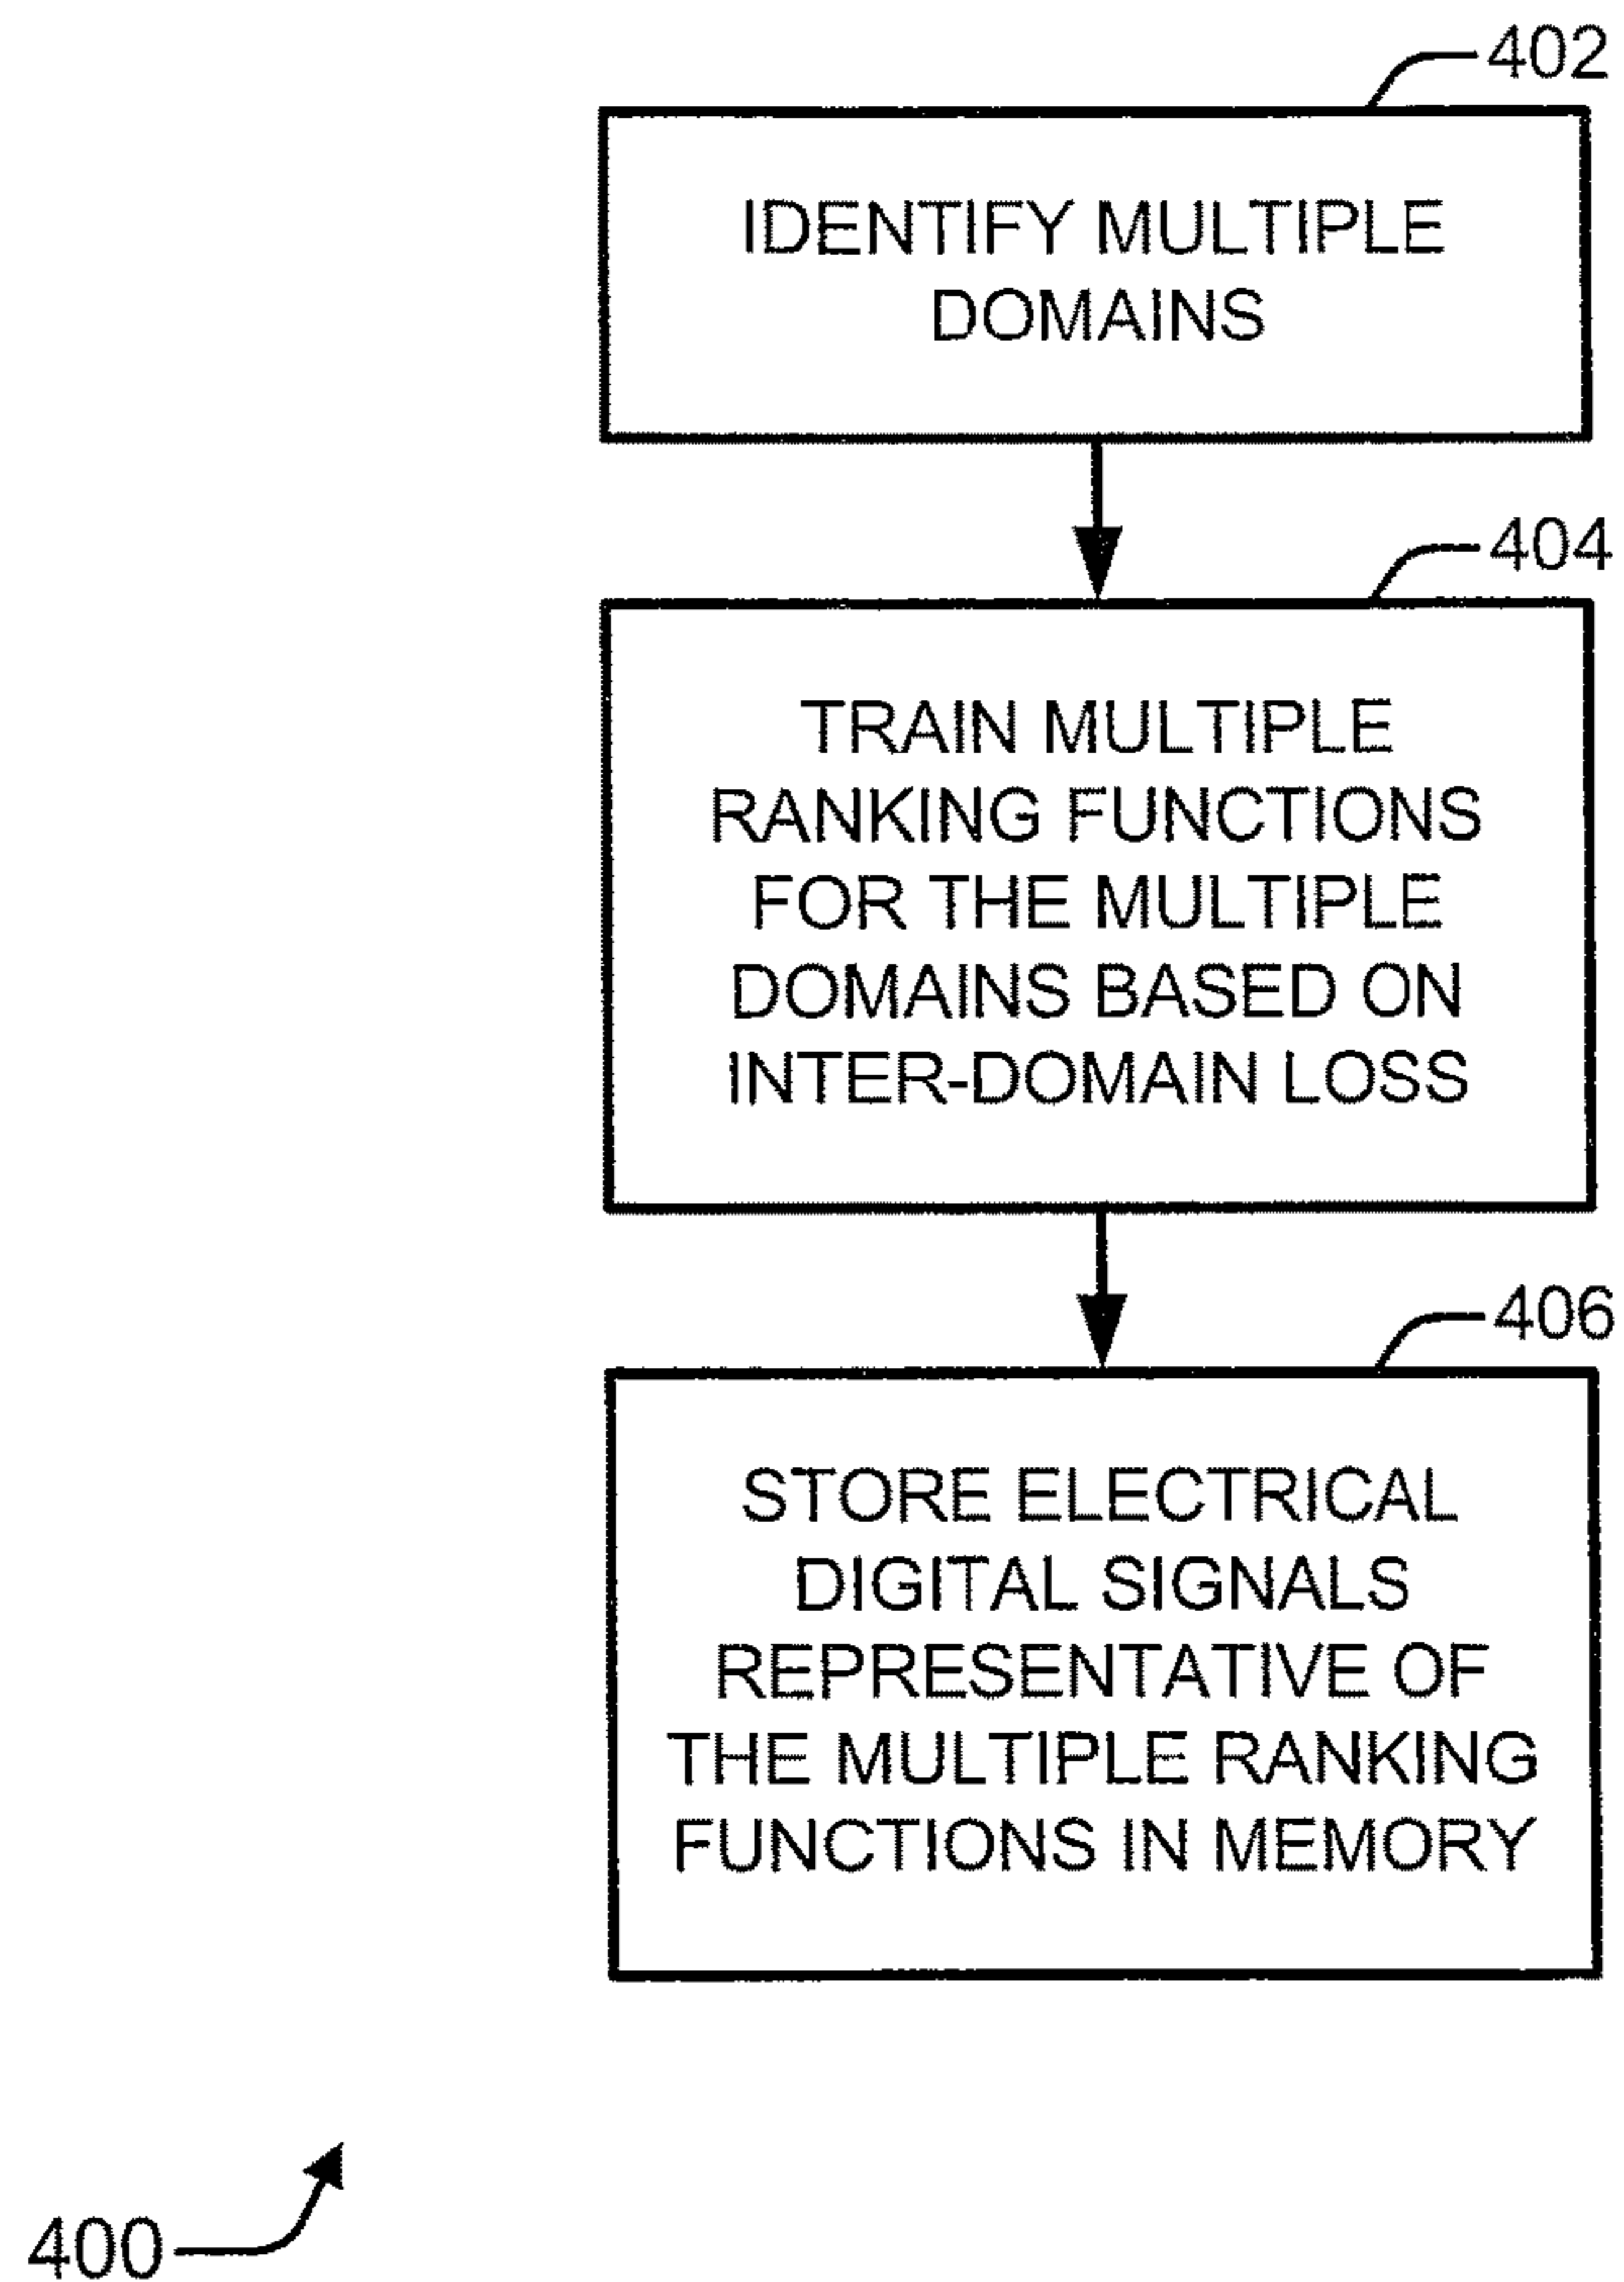 402
IDENTIFY MULTIPLE
DOMAINS
404
TRAIN MULTIPLE
RANKING FUNCTIONS
FOR THE MULTIPLE
DOMAINS BASED ON
INTER-DOMAIN LOSS
406
STORE ELECTRICAL
DIGITAL SIGNALS
REPRESENTATIVE OF
THE MULTIPLE RANKING
FUNCTIONS IN MEMORY
400